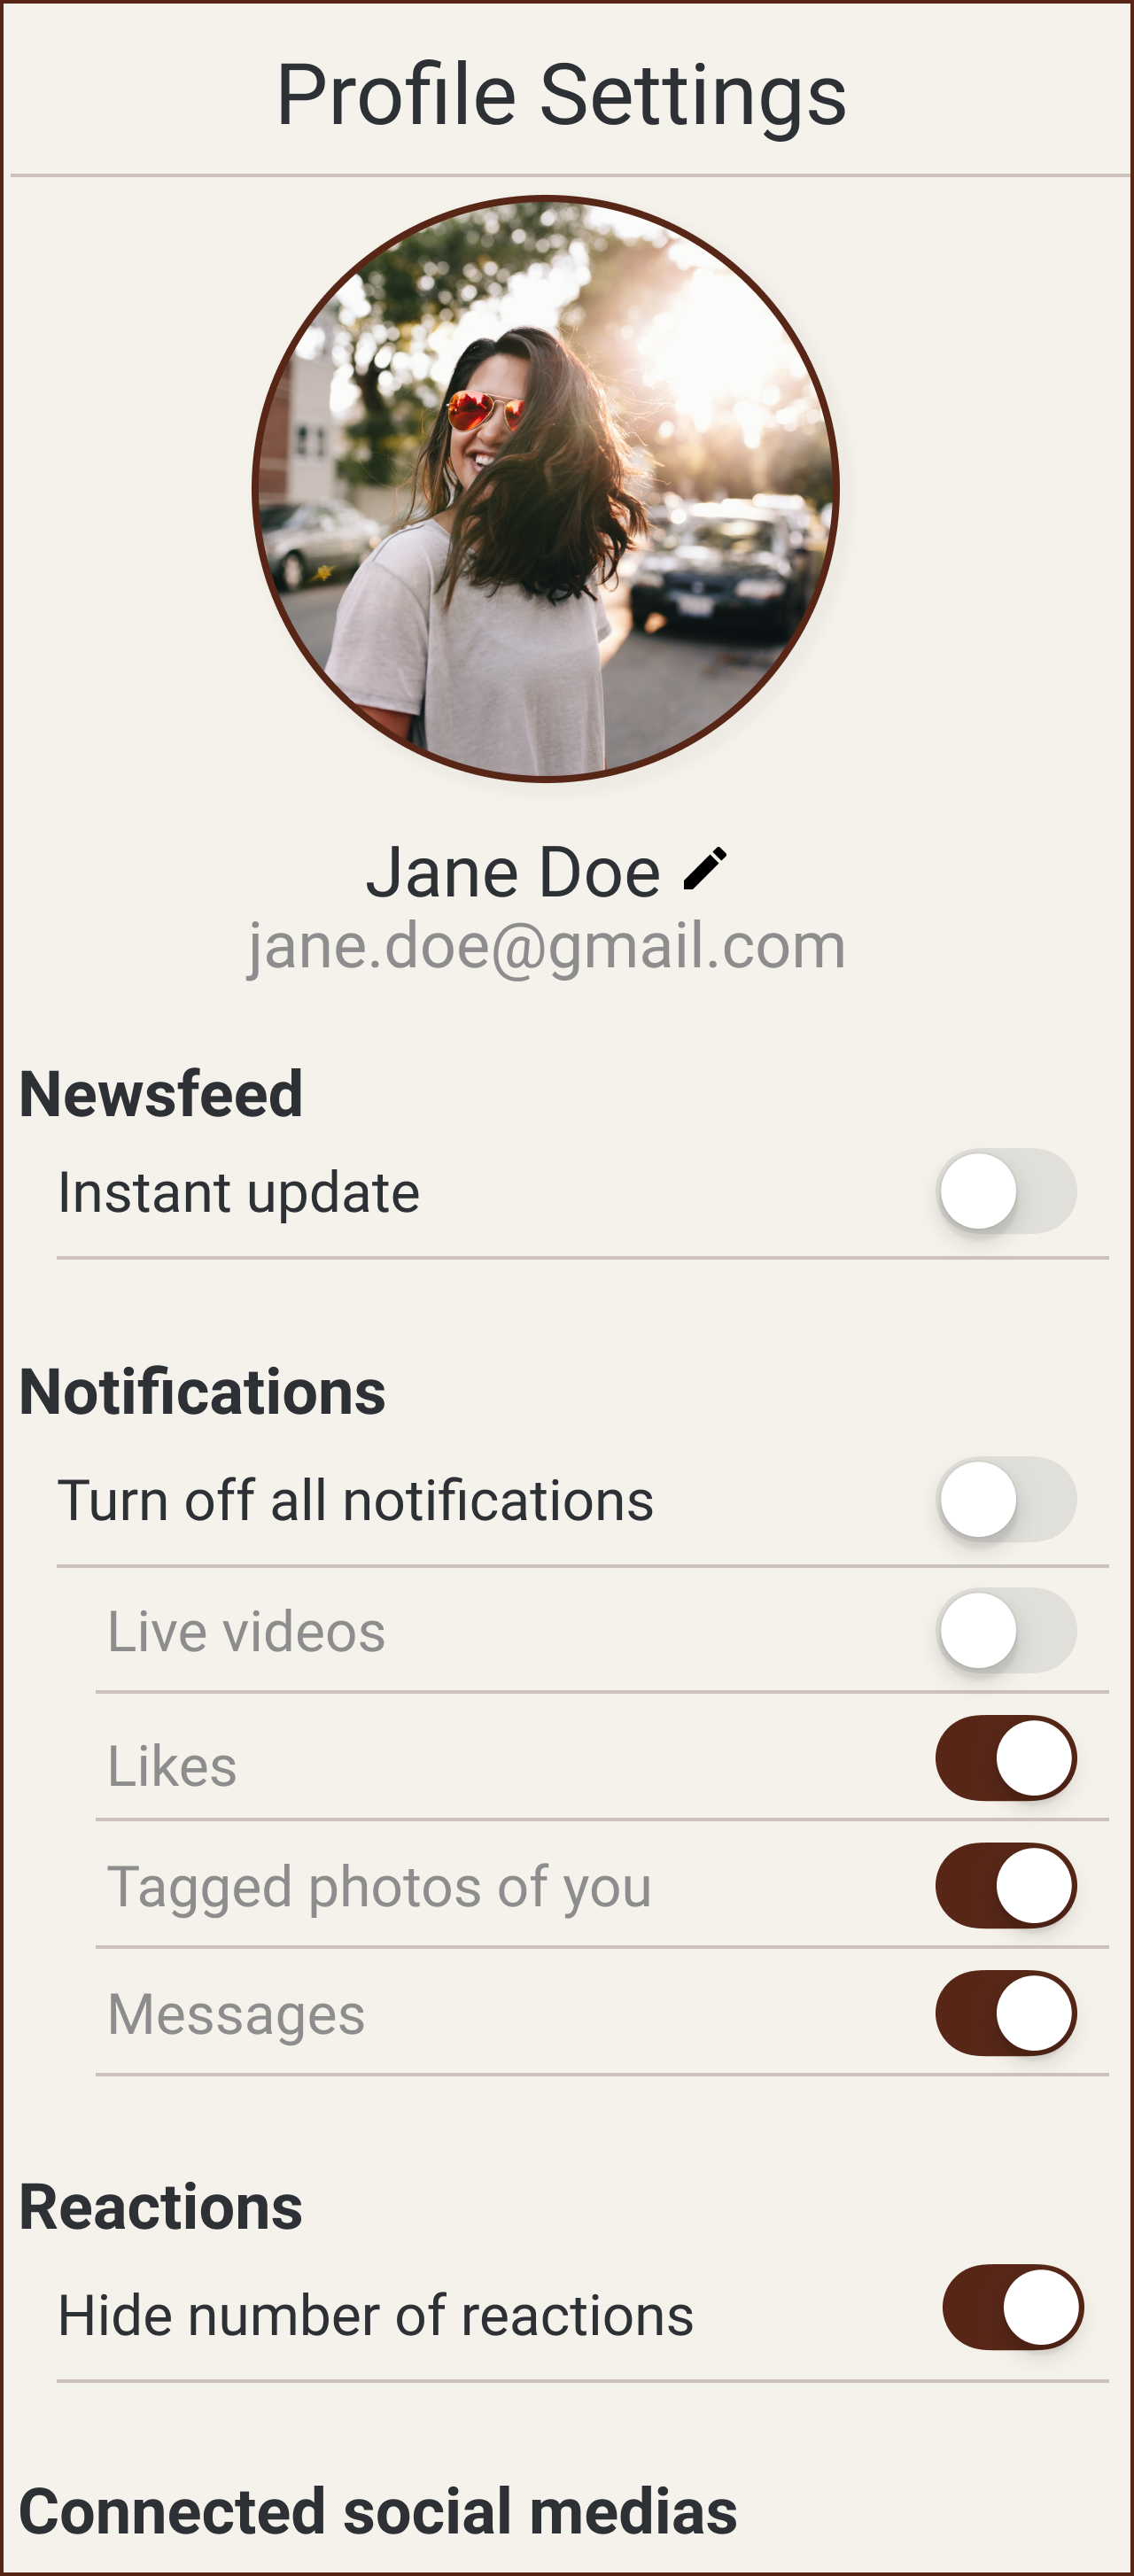 Profile Settings
Jane Doe
jane.doe@gmail.com
Newsfeed
Instant update
Notifications
Turn off all notifications
Live videos
Likes
Tagged photos of you
Messages
Reactions
Hide number of reactions
Connected social medias